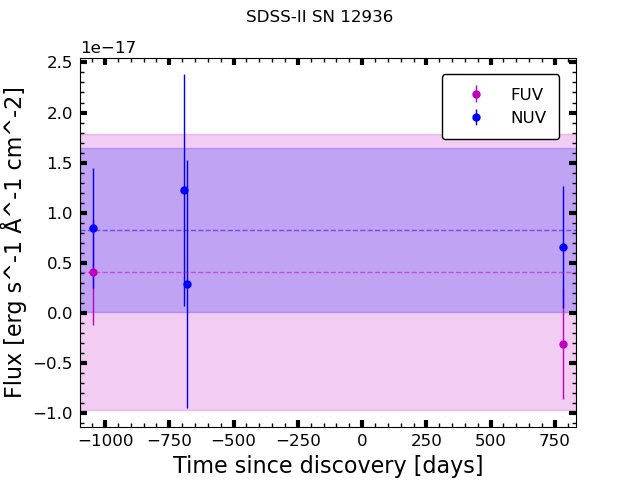 SDSS-II SN 12936
1e−17
2.5
2.0
1.5
1.0
0.5
0.0
−0.5
−1.0
Flux [erg s^-1 Å^-1 cm^-2]
FUV
NUV
−1000 −750 −500 −250 0 250 500 750
Time since discovery [days]